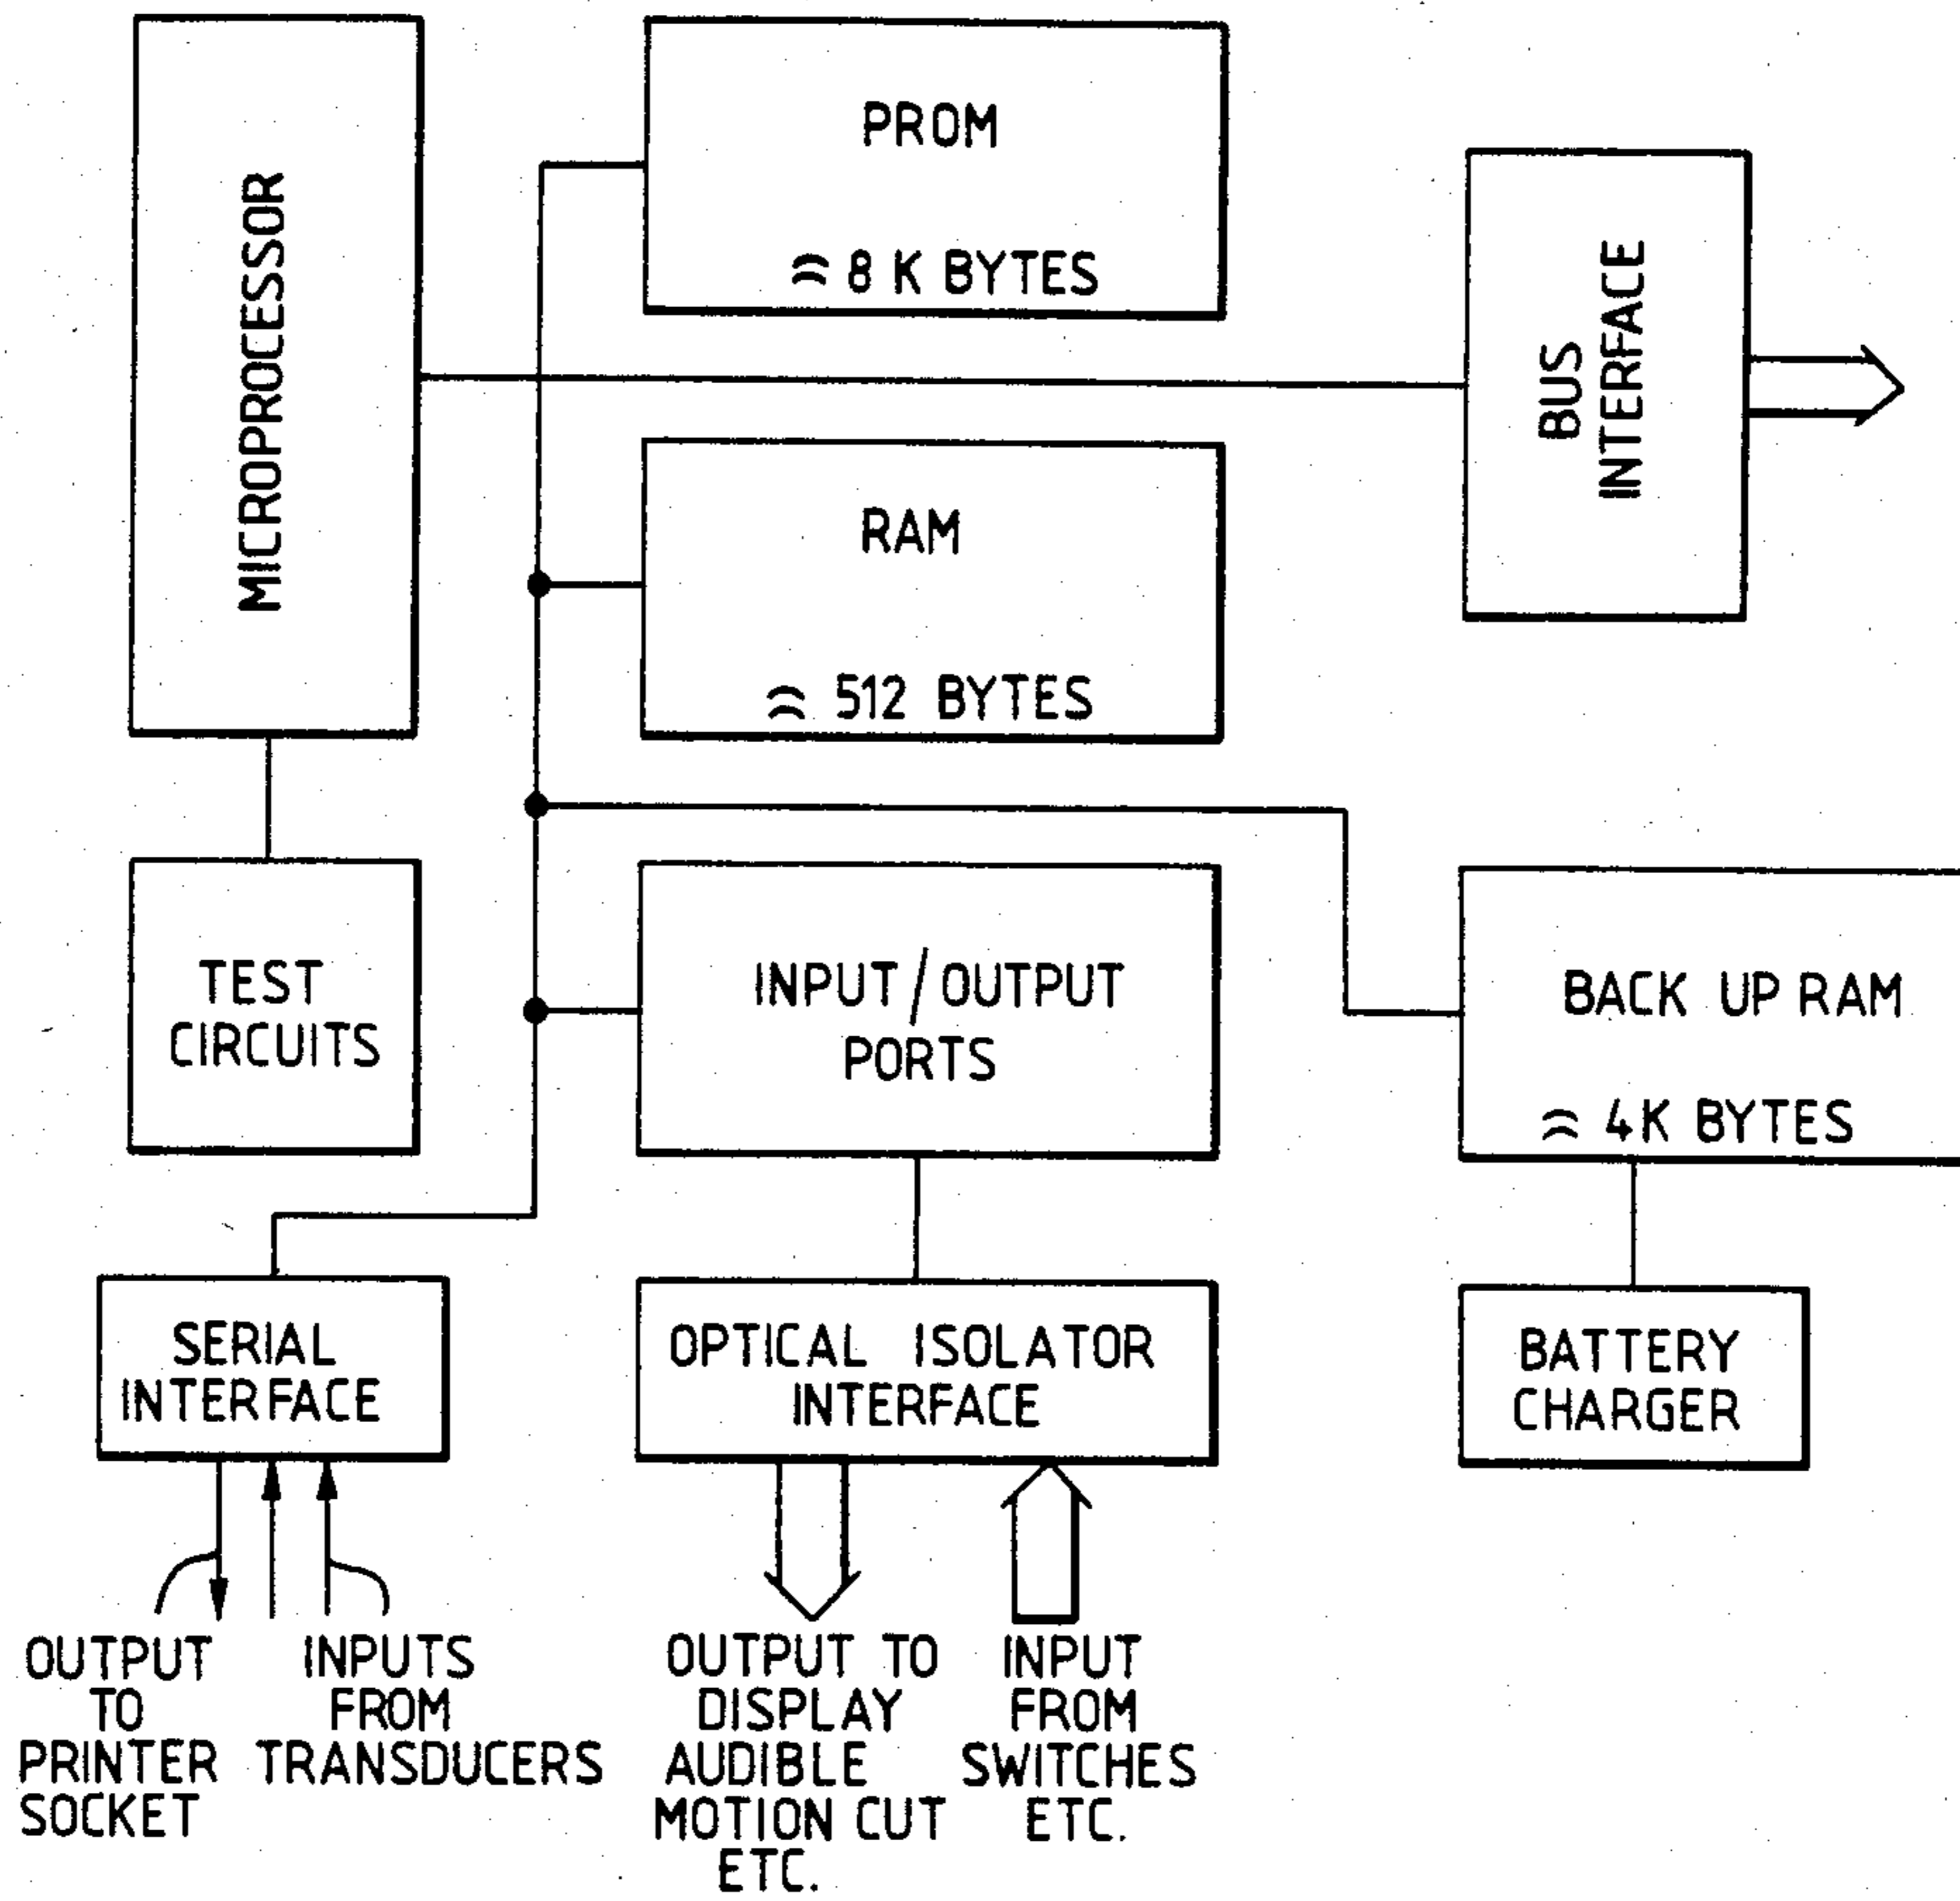 MICROPROCESSOR
PROM
≈ 8 K BYTES
BUS
INTERFACE
RAM
≈ 512 BYTES
TEST
CIRCUITS
INPUT/OUTPUT
PORTS
BACK UP RAM
≈ 4K BYTES
SERIAL
INTERFACE
OPTICAL ISOLATOR
INTERFACE
BATTERY
CHARGER
OUTPUT
TO
PRINTER
SOCKET
INPUTS
FROM
TRANSDUCERS
OUTPUT TO
DISPLAY
AUDIBLE
MOTION CUT
ETC.
INPUT
FROM
SWITCHES
ETC.